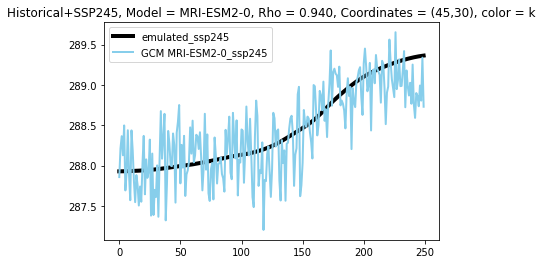 Historical+SSP245, Model = MRI-ESM2-0, Rho = 0.940, Coordinates = (45,30), color = k
emulated_ssp245
GCM MRI-ESM2-0_ssp245
289.5
289.0
288.5
288.0
287.5
0 50 100 150 200 250